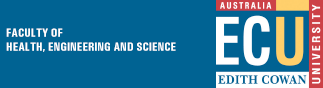 FACULTY OF
HEALTH, ENGINEERING AND SCIENCE
AUSTRALIA
ECU
EDITH COWAN
UNIVERSITY